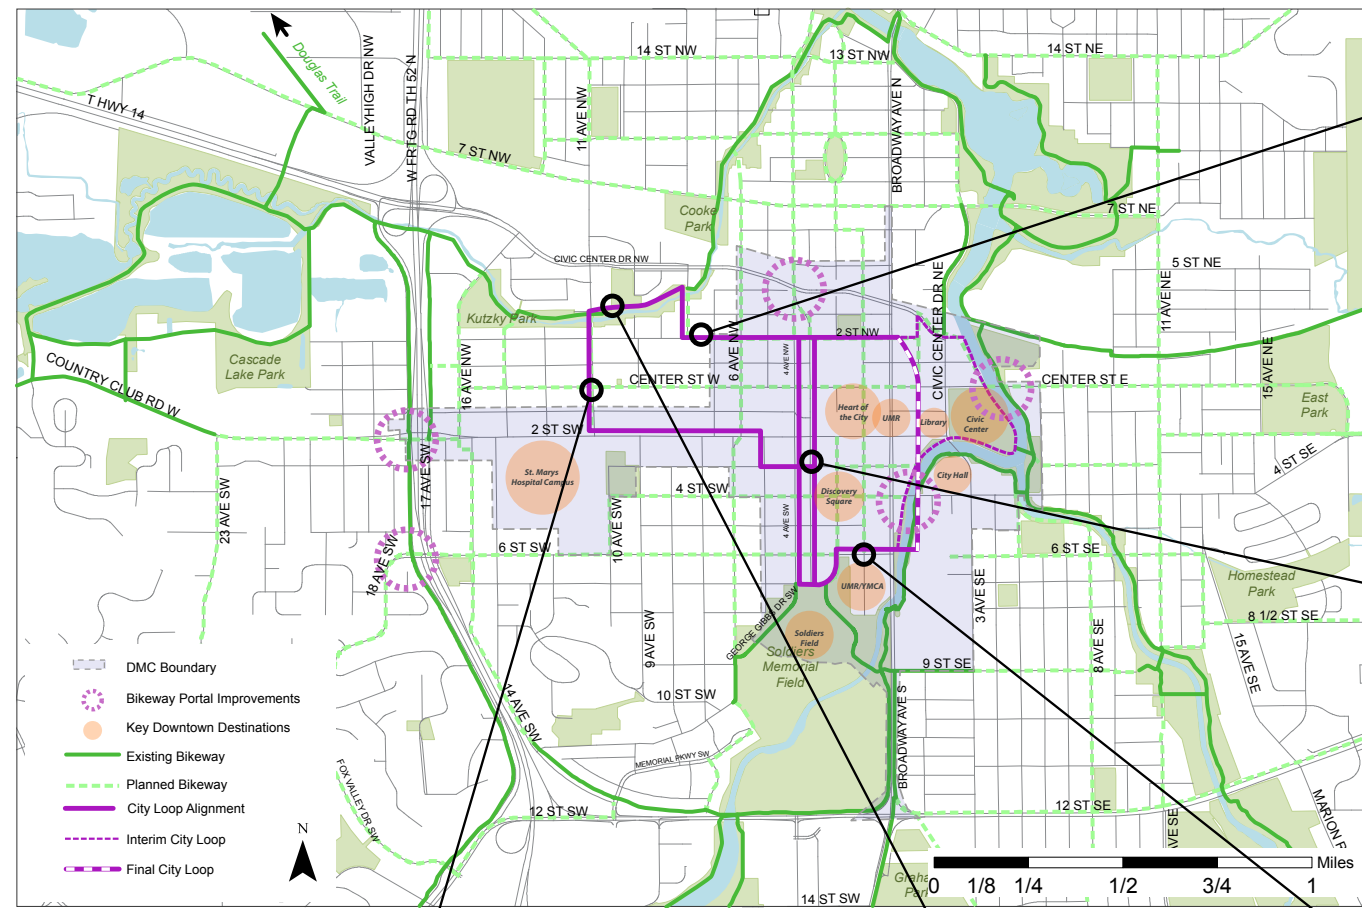 14 ST NW
13 ST NW
14 ST NE
Douglas Trail
VALLEYHIGH DR NW
W FRTG RD TH 52 N
11 AVE NW
BROADWAY AVE N
T HWY 14
7 ST NW
Cooke
Park
7 ST NE
CIVIC CENTER DR NW
5 ST NE
CIVIC CENTER DR NE
11 AVE NE
Kutzky Park
6 AVE NW
2 ST NW
4 AVE NW
16 AVE NW
15 AVE NE
Cascade
Lake Park
COUNTRY CLUB RD W
CENTER ST W
CENTER ST E
East
Park
Heart of
the City
UMR
Library
Civic
Center
2 ST SW
St. Marys
Hospital Campus
17 AVE SW
4 ST SE
City Hall
4 ST SW
Discovery
Square
23 AVE SW
10 AVE SW
4 AVE SW
6 ST SW
6 ST SE
18 AVE SW
UMR/YMCA
3 AVE SE
Homestead
Park
8 1/2 ST SE
GEORGE GIBBS DR SW
Soldiers
Field
Soldiers
Memorial
Field
9 AVE SW
8 AVE SE
15 AVE SE
9 ST SE
10 ST SW
14 AVE SW
BROADWAY AVE S
MEMORIAL PKWY SW
FOX VALLEY DR SW
12 ST SW
12 ST SE
AVE SE
MARION R
14 ST SW
Graha
Par
DMC Boundary
Bikeway Portal Improvements
Key Downtown Destinations
Existing Bikeway
Planned Bikeway
City Loop Alignment
Interim City Loop
Final City Loop
N
Miles
0 1/8 1/4 1/2 3/4 1